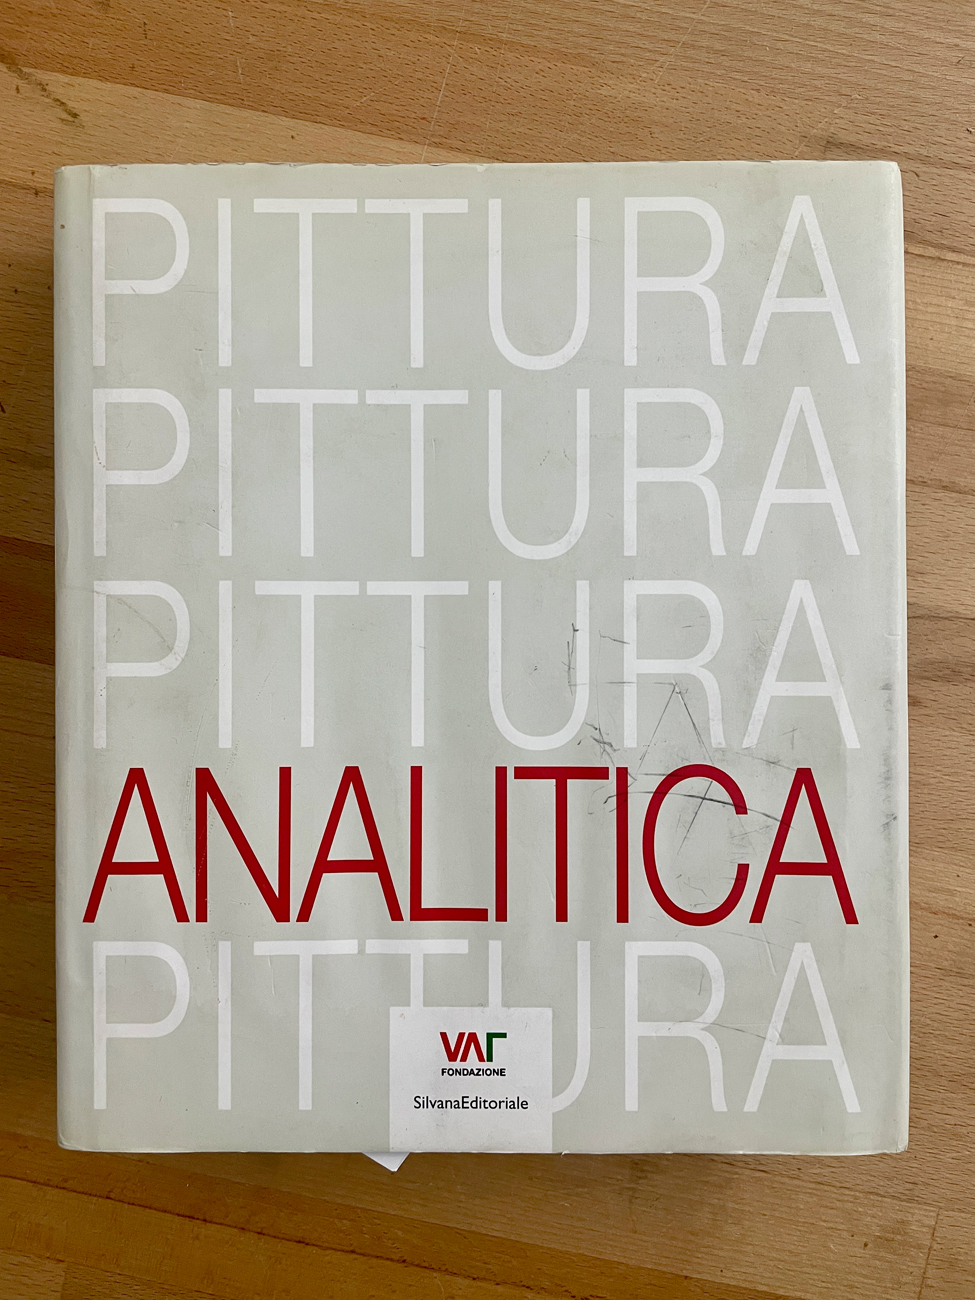 PITTURA
PITTURA
PITTURA
ANALITICA
PITTURA
VAF
FONDAZIONE
SilvanaEditoriale